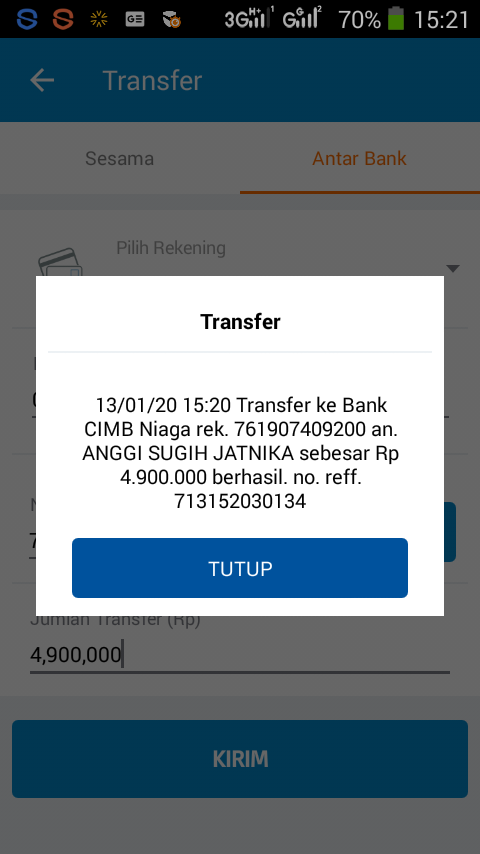 3G H+ 1 G G 2 70% 15:21
Transfer
Sesama
Antar Bank
Pilih Rekening
Transfer
13/01/20 15:20 Transfer ke Bank
CIMB Niaga rek. 761907409200 an.
ANGGI SUGIH JATNIKA sebesar Rp
4.900.000 berhasil. no. reff.
713152030134
TUTUP
Jumlah Transfer (Rp)
4,900,000
KIRIM